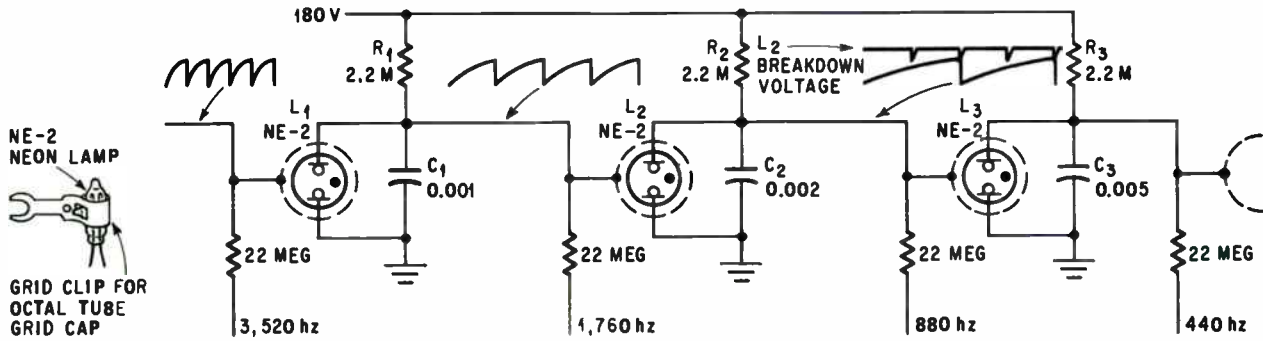 180 V
R1
2.2 M
R2
2.2 M
L2
BREAKDOWN
VOLTAGE
R3
2.2 M
L1
NE-2
L2
NE-2
L3
NE-2
NE-2
NEON LAMP
C1
0.001
C2
0.002
C3
0.005
22 MEG
22 MEG
22 MEG
22 MEG
GRID CLIP FOR
OCTAL TUBE
GRID CAP
3,520 hz
1,760 hz
880 hz
440 hz